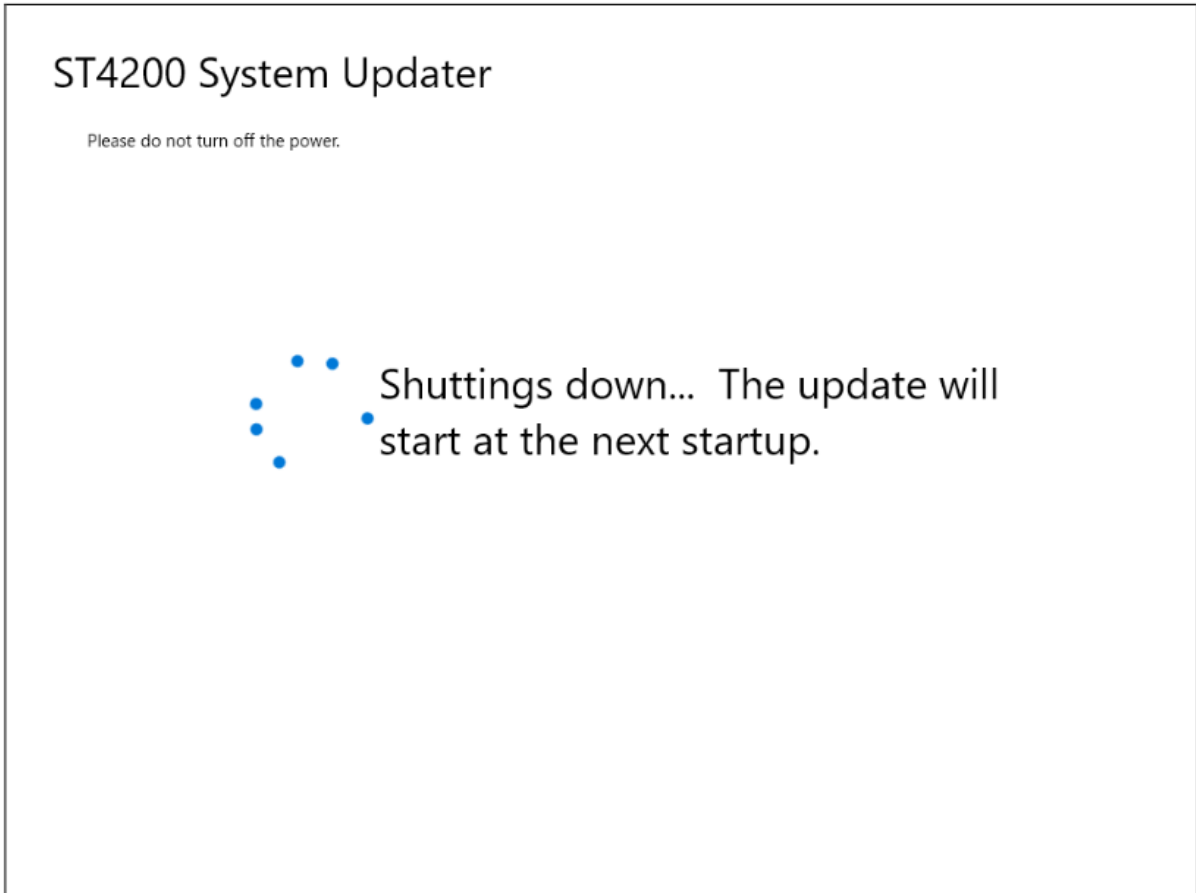 ST4200 System Updater
Please do not turn off the power.
Shuttings down...  The update will
start at the next startup.